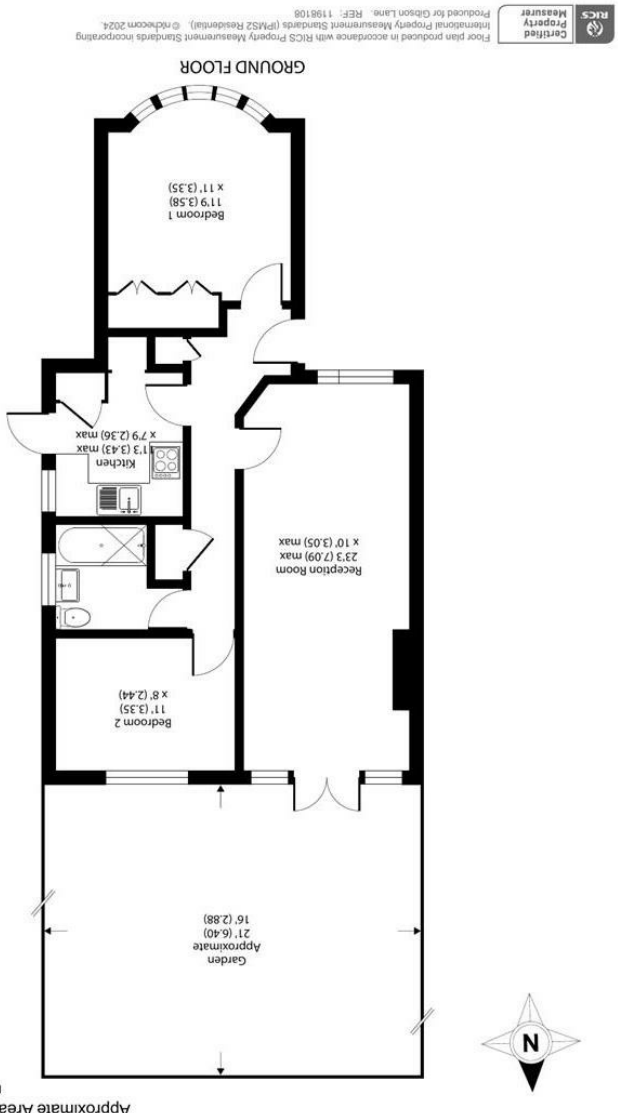 Approximate Area
N
Garden
Approximate
21' (6.40)
16' (2.88)
Bedroom 2
11' (3.35)
x 8' (2.44)
Reception Room
23'3 (7.09) max
x 10' (3.05) max
Kitchen
11'3 (3.43) max
x 7'9 (2.36) max
Bedroom 1
11'9 (3.58)
x 11' (3.35)
GROUND FLOOR
RICS
Certified
Property
Measurer
Floor plan produced in accordance with RICS Property Measurement Standards incorporating
International Property Measurement Standards (IPMS2 Residential). © nichecom 2024.
Produced for Gibson Lane. REF: 1198108